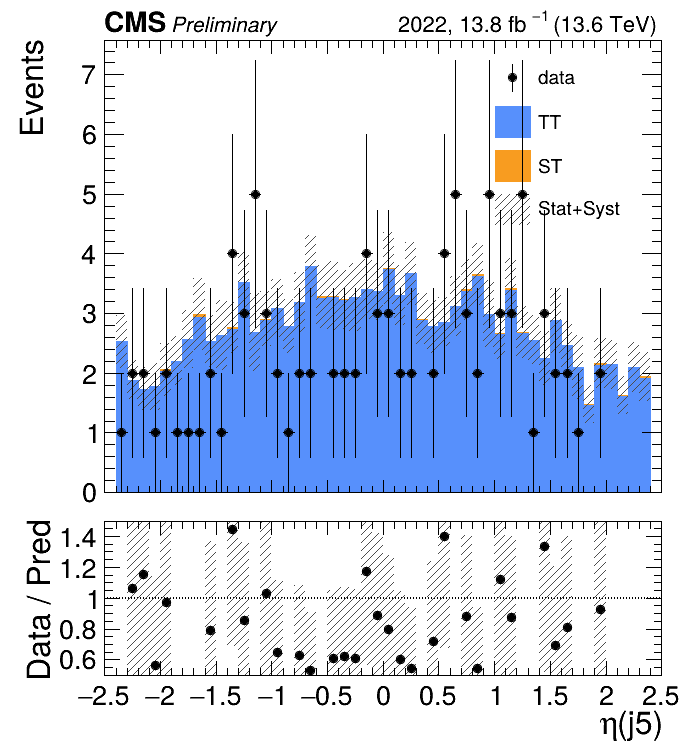 CMS Preliminary 2022, 13.8 fb⁻¹ (13.6 TeV)
Events
7
6
5
4
3
2
1
0
data
TT
ST
Stat+Syst
Data / Pred
1.4
1.2
1
0.8
0.6
−2.5 −2 −1.5 −1 −0.5 0 0.5 1 1.5 2 2.5
η(j5)